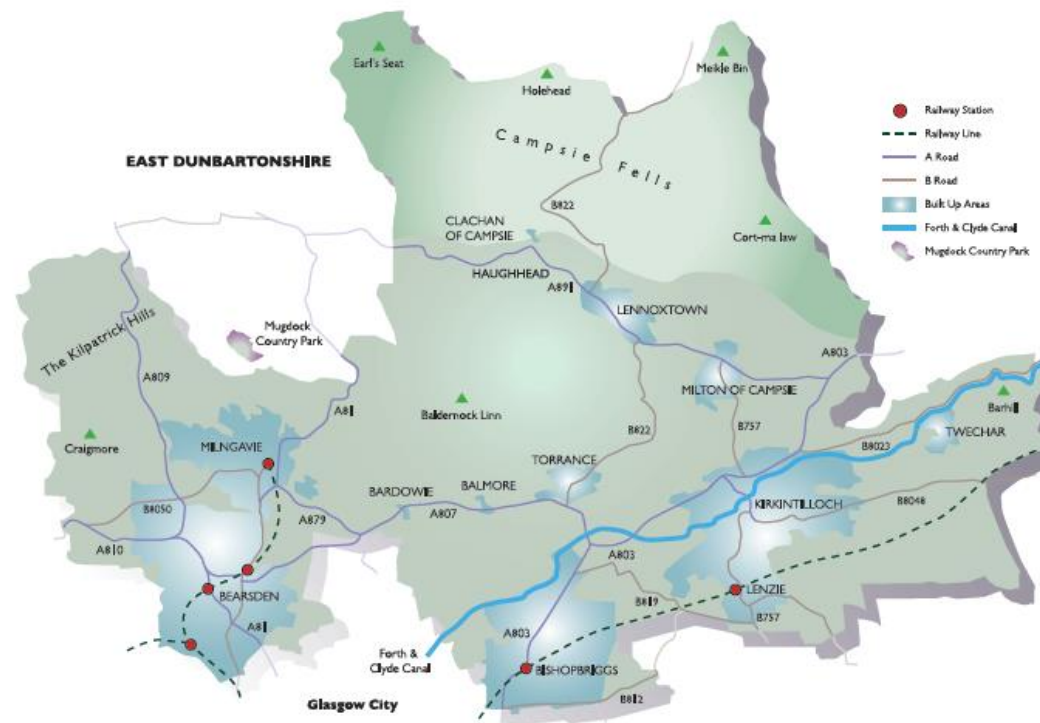 Earl's Seat
Holehead
Meikle Bin
Campsie Fells
EAST DUNBARTONSHIRE
Railway Station
Railway Line
A Road
B Road
Built Up Areas
Forth & Clyde Canal
Mugdock Country Park
B822
CLACHAN
OF CAMPSIE
Cort-ma law
HAUGHHEAD
A891
LENNOXTOWN
The Kilpatrick Hills
Mugdock
Country Park
A803
A809
MILTON OF CAMPSIE
A81
Baldernock Linn
Barhill
Craigmore
B822
B757
TWECHAR
MILNGAVIE
B8023
TORRANCE
BARDOWIE
BALMORE
KIRKINTILLOCH
B8048
B8050
A879
A807
A810
A803
BEARSDEN
LENZIE
B819
B757
A81
A803
Forth &
Clyde Canal
BISHOPBRIGGS
B812
Glasgow City